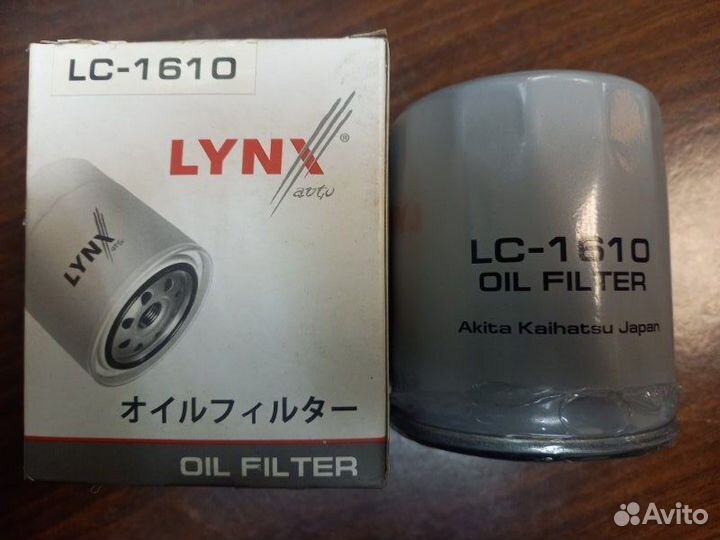 LC-1610
LYNX®
auto
LYNX
auto
オイルフィルター
OIL FILTER
LC-1610
OIL FILTER
Akita Kaihatsu Japan
Avito